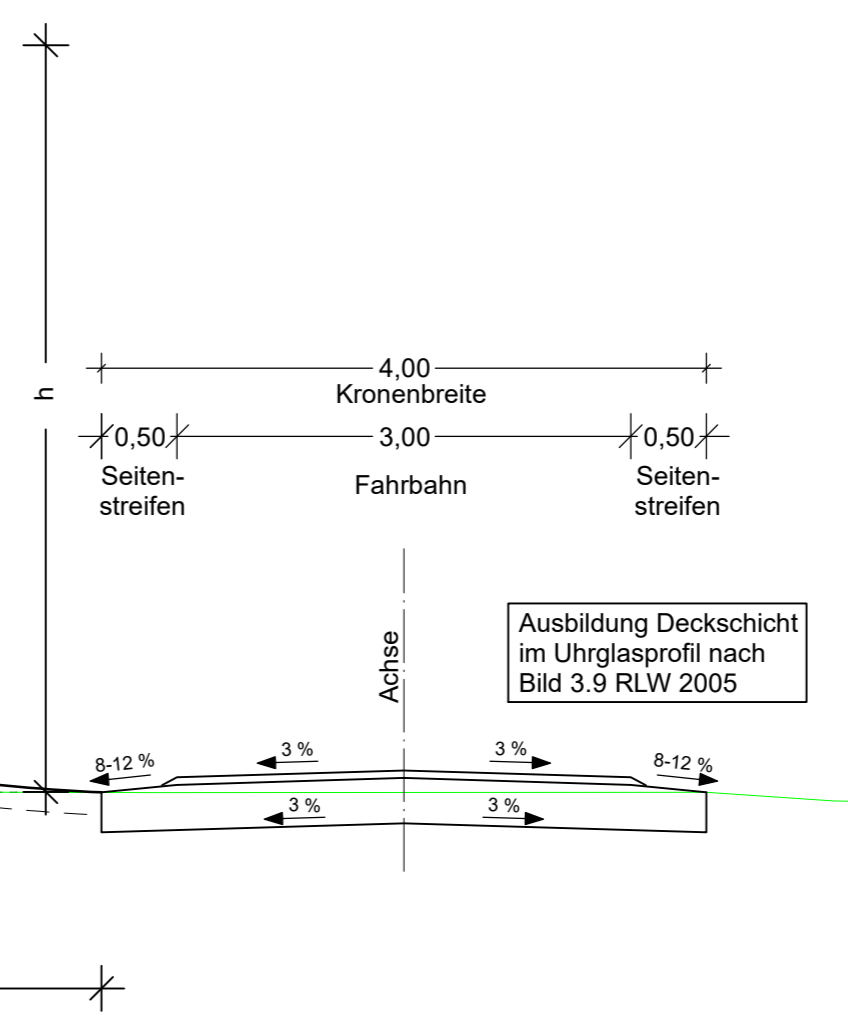 4,00
Kronenbreite
h
0,50
3,00
0,50
Seiten-
streifen
Fahrbahn
Seiten-
streifen
Achse
Ausbildung Deckschicht
im Uhrglasprofil nach
Bild 3.9 RLW 2005
8-12 %
3 %
3 %
8-12 %
3 %
3 %